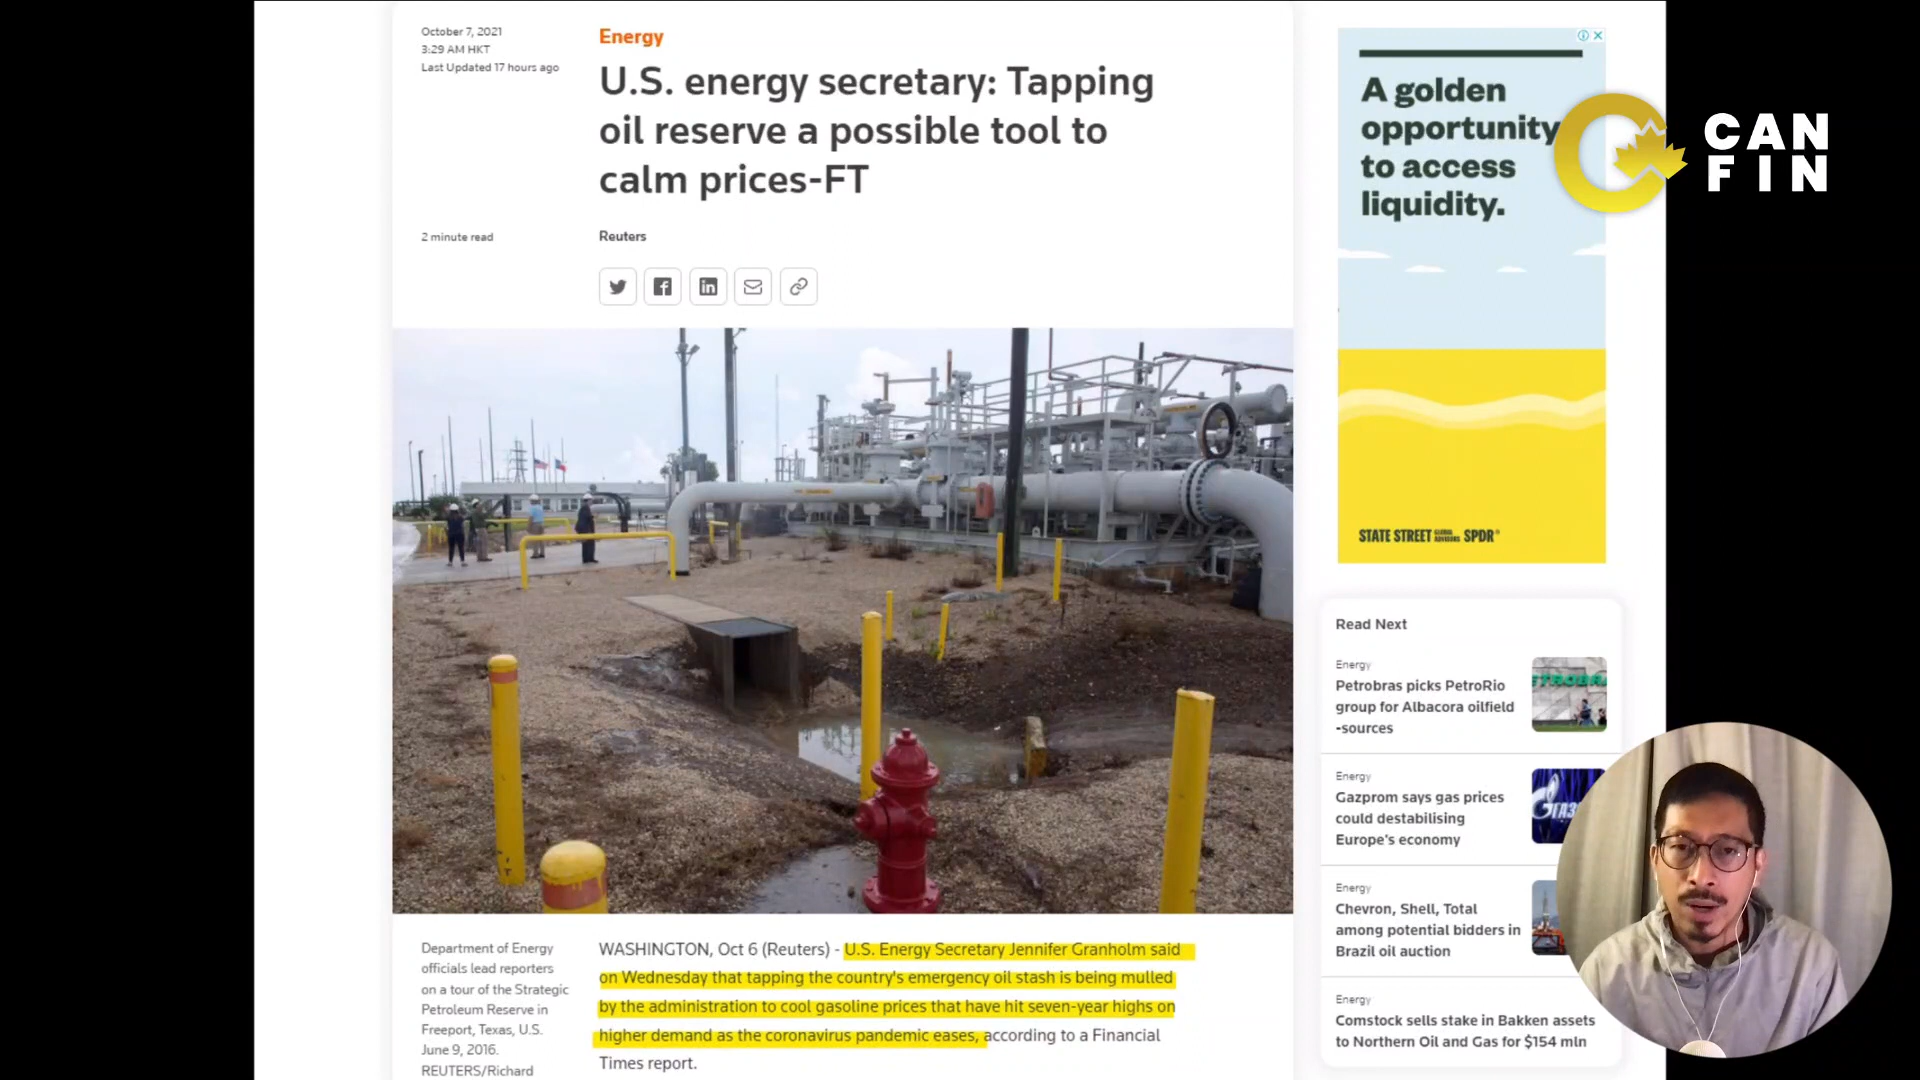 October 7, 2021
3:29 AM HKT
Last Updated 17 hours ago
Energy
U.S. energy secretary: Tapping
oil reserve a possible tool to
calm prices-FT
2 minute read
Reuters
A golden
opportunity
to access
liquidity.
STATE STREET GLOBAL ADVISORS SPDR®
CAN
FIN
Read Next
Energy
Petrobras picks PetroRio
group for Albacora oilfield
-sources
Energy
Gazprom says gas prices
could destabilising
Europe's economy
Energy
Chevron, Shell, Total
among potential bidders in
Brazil oil auction
Energy
Comstock sells stake in Bakken assets
to Northern Oil and Gas for $154 mln
Department of Energy
officials lead reporters
on a tour of the Strategic
Petroleum Reserve in
Freeport, Texas, U.S.
June 9, 2016.
REUTERS/Richard
WASHINGTON, Oct 6 (Reuters) - U.S. Energy Secretary Jennifer Granholm said
on Wednesday that tapping the country's emergency oil stash is being mulled
by the administration to cool gasoline prices that have hit seven-year highs on
higher demand as the coronavirus pandemic eases, according to a Financial
Times report.